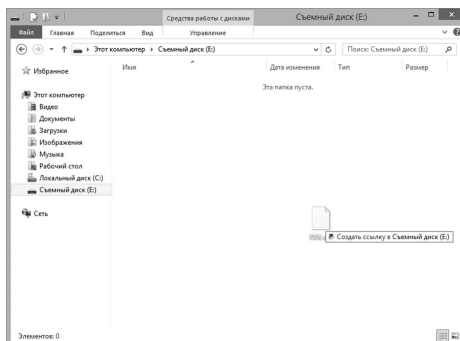 Средства работы с дисками
Съемный диск (E:)
Файл Главная Поделиться Вид Управление
Этот компьютер Съемный диск (E:)
Поиск: Съемный диск (E:)
Имя Дата изменения Тип Размер
Избранное
Эта папка пуста.
Этот компьютер
Видео
Документы
Загрузки
Изображения
Музыка
Рабочий стол
Локальный диск (C:)
Съемный диск (E:)
Сеть
Создать ссылку в Съемный диск (E:)
Элементов: 0